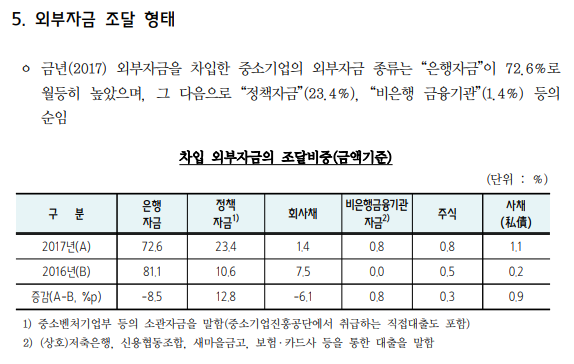 5. 외부자금 조달 형태
ㅇ 금년(2017) 외부자금을 차입한 중소기업의 외부자금 종류는 “은행자금”이 72.6%로
월등히 높았으며, 그 다음으로 “정책자금”(23.4%), “비은행 금융기관”(1.4%) 등의
순임
차입 외부자금의 조달비중(금액기준)
(단위 : %)
구 분 은행자금 정책자금1) 회사채 비은행금융기관자금2) 주식 사채(私債)
2017년(A) 72.6 23.4 1.4 0.8 0.8 1.1
2016년(B) 81.1 10.6 7.5 0.0 0.5 0.2
증감(A-B, %p) -8.5 12.8 -6.1 0.8 0.3 0.9
1) 중소벤처기업부 등의 소관자금을 말함(중소기업진흥공단에서 취급하는 직접대출도 포함)
2) (상호)저축은행, 신용협동조합, 새마을금고, 보험·카드사 등을 통한 대출을 말함